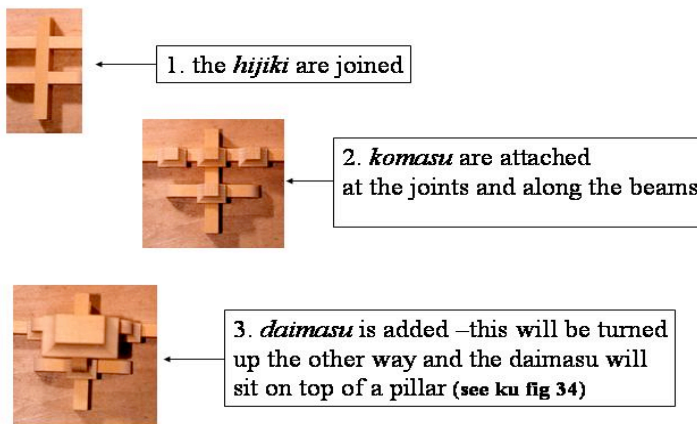 1. the hijiki are joined
2. komasu are attached
at the joints and along the beams
3. daimasu is added –this will be turned
up the other way and the daimasu will
sit on top of a pillar (see ku fig 34)